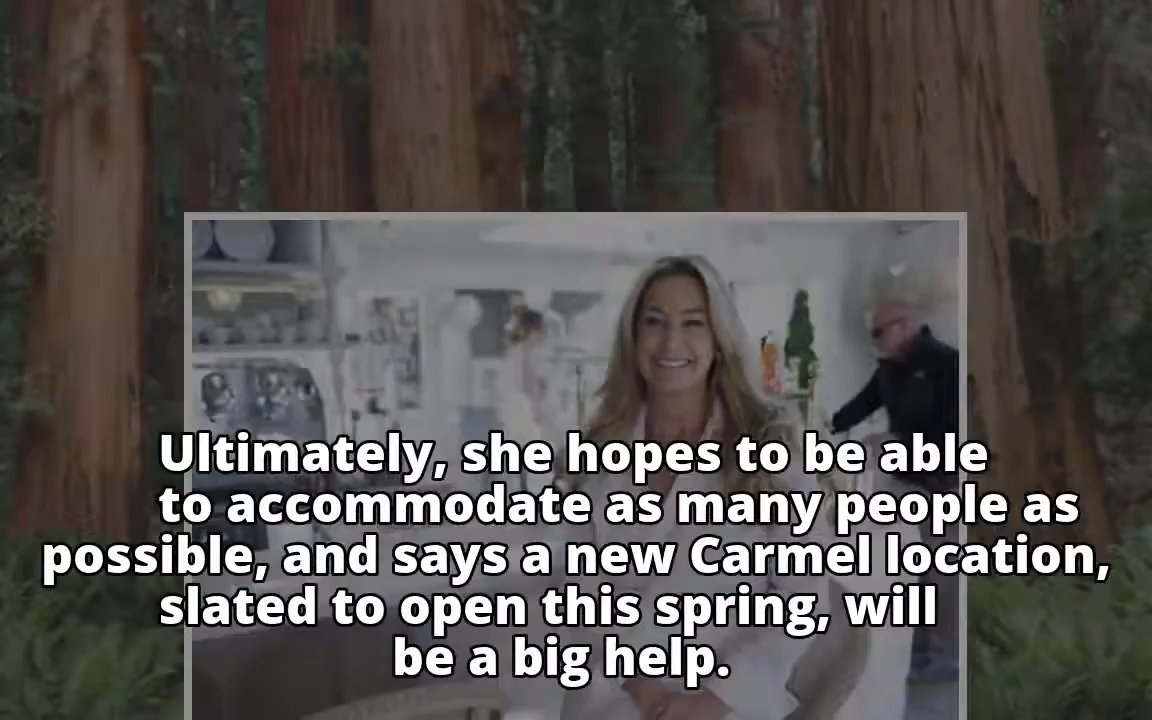 Ultimately, she hopes to be able
to accommodate as many people as
possible, and says a new Carmel location,
slated to open this spring, will
be a big help.